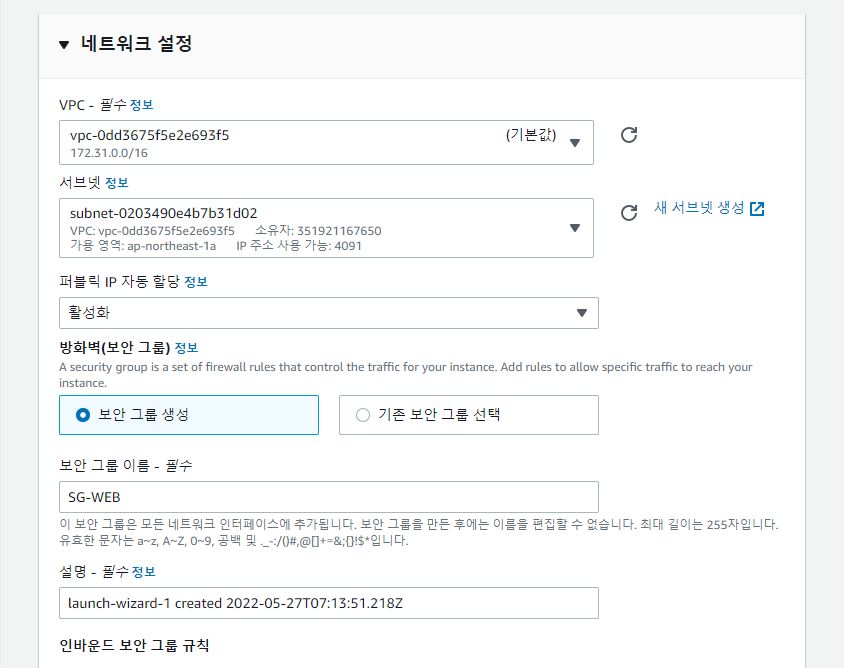 ▼ 네트워크 설정
VPC - 필수 정보
vpc-0dd3675f5e2e693f5 (기본값)
172.31.0.0/16
서브넷 정보
subnet-0203490e4b7b31d02
VPC: vpc-0dd3675f5e2e693f5 소유자: 351921167650
가용 영역: ap-northeast-1a IP 주소 사용 가능: 4091
새 서브넷 생성
퍼블릭 IP 자동 할당 정보
활성화
방화벽(보안 그룹) 정보
A security group is a set of firewall rules that control the traffic for your instance. Add rules to allow specific traffic to reach your
instance.
보안 그룹 생성
기존 보안 그룹 선택
보안 그룹 이름 - 필수
SG-WEB
이 보안 그룹은 모든 네트워크 인터페이스에 추가됩니다. 보안 그룹을 만든 후에는 이름을 편집할 수 없습니다. 최대 길이는 255자입니다.
유효한 문자는 a~z, A~Z, 0~9, 공백 및 ._-:/()#,@[]+=&;{}!$*입니다.
설명 - 필수 정보
launch-wizard-1 created 2022-05-27T07:13:51.218Z
인바운드 보안 그룹 규칙